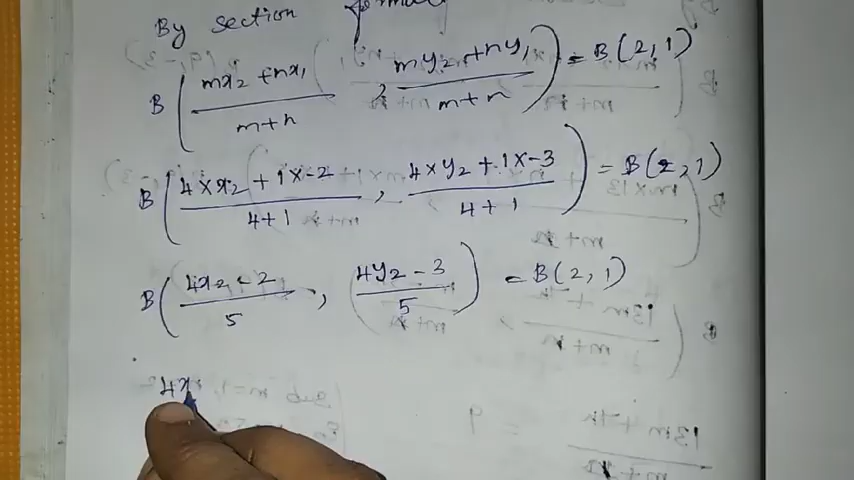 By section formul
B ( mx₂ + nx₁ / m+n , my₂ + ny₁ / m+n ) = B(2,1)
B ( 4×x₂ + 1×-2 / 4+1 , 4×y₂ + 1×-3 / 4+1 ) = B(2,1)
B ( 4x₂ - 2 / 5 , 4y₂ - 3 / 5 ) = B(2,1)
4x